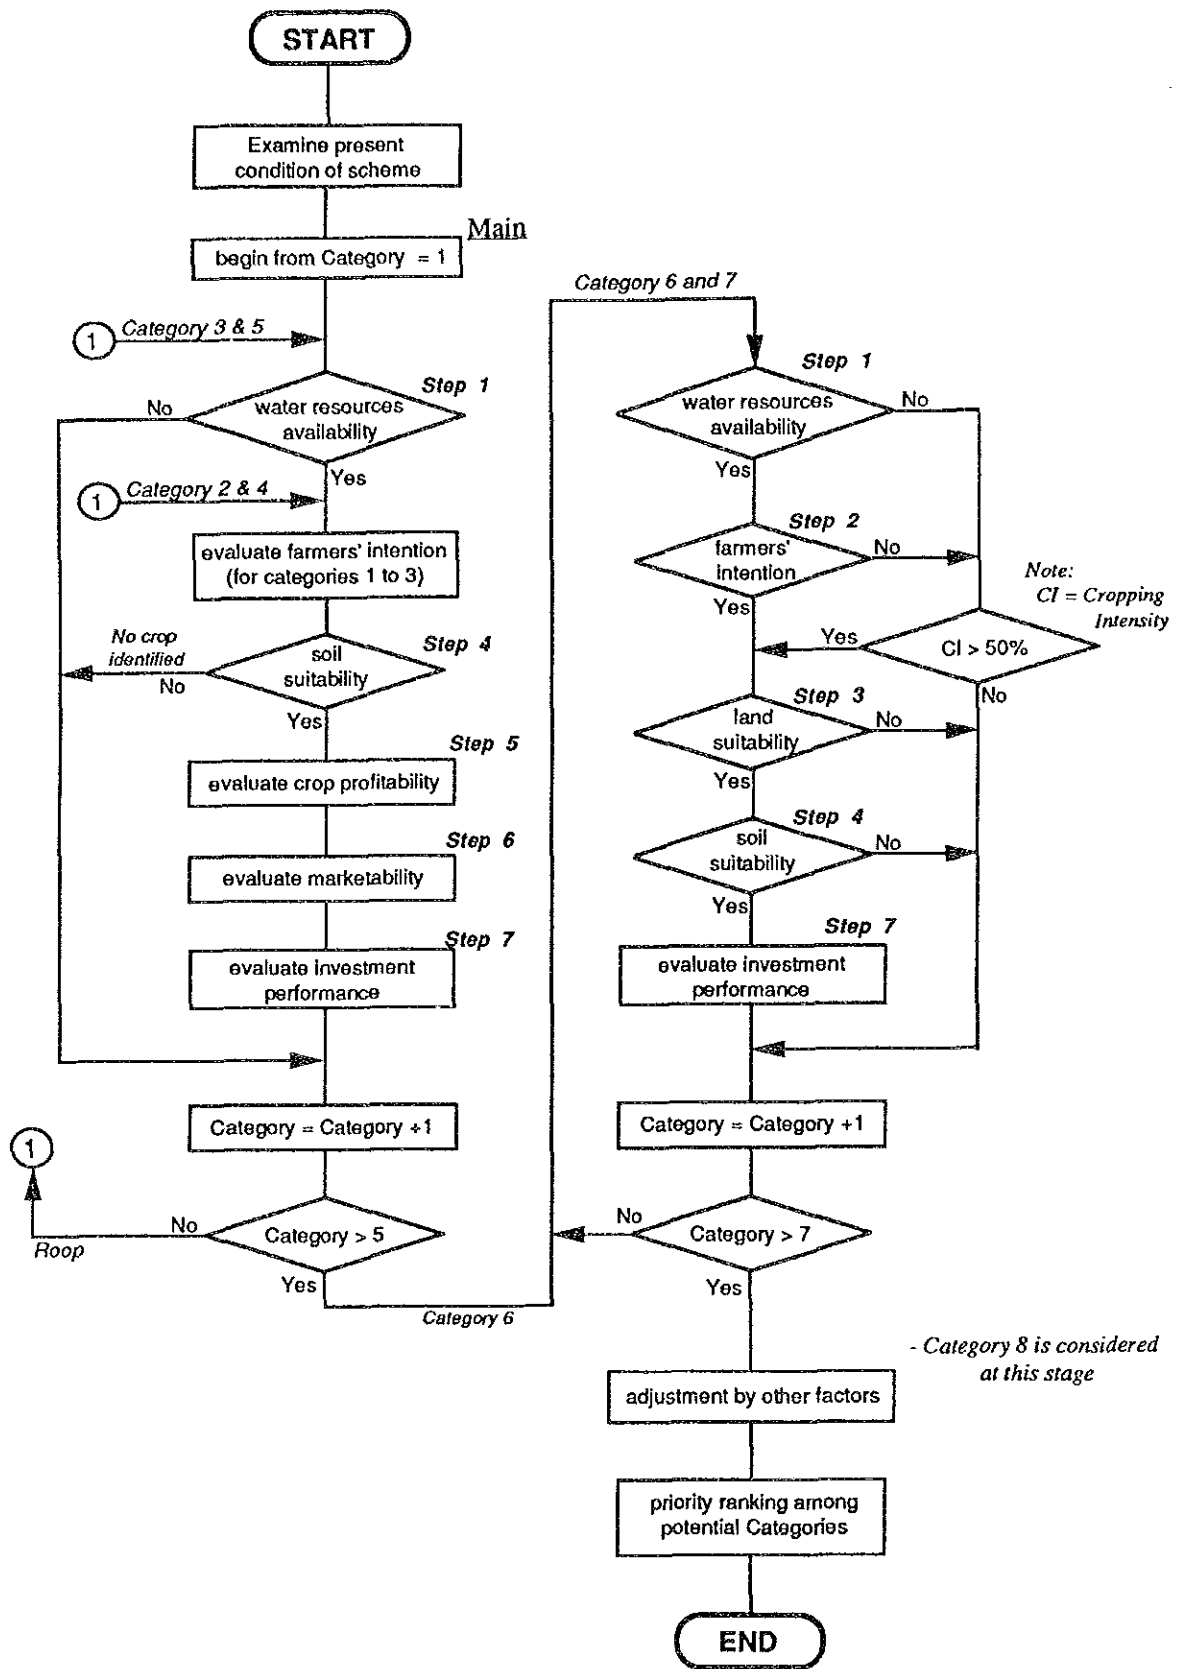 START
Examine present
condition of scheme
Main
begin from Category = 1
1
Category 3 & 5
Step 1
No
water resources
availability
Yes
1
Category 2 & 4
evaluate farmers' intention
(for categories 1 to 3)
No crop
identified
No
Step 4
soil
suitability
Yes
Step 5
evaluate crop profitability
Step 6
evaluate marketability
Step 7
evaluate investment
performance
Category = Category +1
1
Roop
No
Category > 5
Yes
Category 6
Category 6 and 7
Step 1
water resources
availability
No
Yes
Step 2
farmers'
intention
No
Yes
Note:
CI = Cropping
Intensity
Yes
CI > 50%
No
Step 3
land
suitability
No
Yes
Step 4
soil
suitability
No
Yes
Step 7
evaluate investment
performance
Category = Category +1
No
Category > 7
Yes
- Category 8 is considered
at this stage
adjustment by other factors
priority ranking among
potential Categories
END